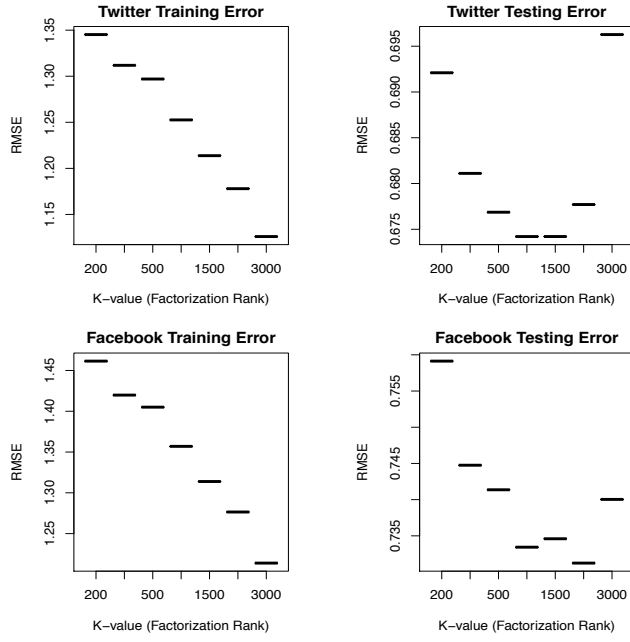 Twitter Training Error
RMSE
1.35
1.30
1.25
1.20
1.15
200 500 1500 3000
K-value (Factorization Rank)
Twitter Testing Error
RMSE
0.695
0.690
0.685
0.680
0.675
200 500 1500 3000
K-value (Factorization Rank)
Facebook Training Error
RMSE
1.45
1.40
1.35
1.30
1.25
200 500 1500 3000
K-value (Factorization Rank)
Facebook Testing Error
RMSE
0.755
0.745
0.735
200 500 1500 3000
K-value (Factorization Rank)